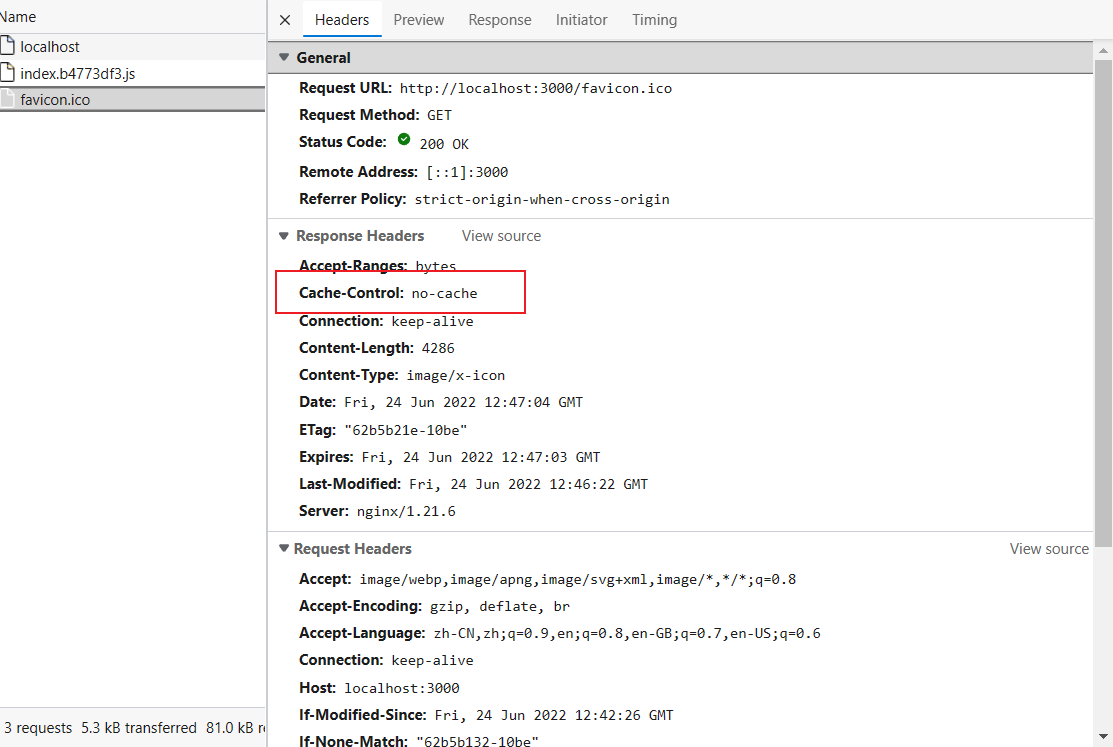 Name
localhost
index.b4773df3.js
favicon.ico
3 requests 5.3 kB transferred 81.0 kB
Headers Preview Response Initiator Timing
General
Request URL: http://localhost:3000/favicon.ico
Request Method: GET
Status Code: 200 OK
Remote Address: [::1]:3000
Referrer Policy: strict-origin-when-cross-origin
Response Headers View source
Accept-Ranges: bytes
Cache-Control: no-cache
Connection: keep-alive
Content-Length: 4286
Content-Type: image/x-icon
Date: Fri, 24 Jun 2022 12:47:04 GMT
ETag: "62b5b21e-10be"
Expires: Fri, 24 Jun 2022 12:47:03 GMT
Last-Modified: Fri, 24 Jun 2022 12:46:22 GMT
Server: nginx/1.21.6
Request Headers View source
Accept: image/webp,image/apng,image/svg+xml,image/*,*/*;q=0.8
Accept-Encoding: gzip, deflate, br
Accept-Language: zh-CN,zh;q=0.9,en;q=0.8,en-GB;q=0.7,en-US;q=0.6
Connection: keep-alive
Host: localhost:3000
If-Modified-Since: Fri, 24 Jun 2022 12:42:26 GMT
If-None-Match: "62b5b132-10be"